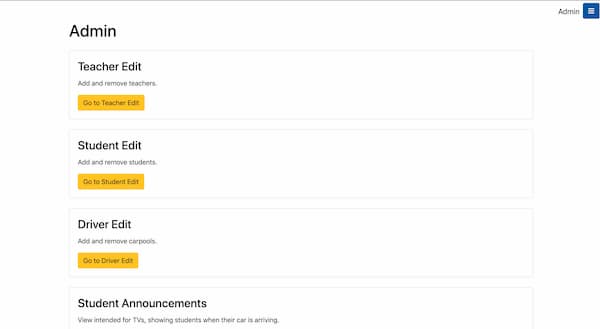 Admin
Admin
Teacher Edit
Add and remove teachers.
Go to Teacher Edit
Student Edit
Add and remove students.
Go to Student Edit
Driver Edit
Add and remove carpools.
Go to Driver Edit
Student Announcements
View intended for TVs, showing students when their car is arriving.